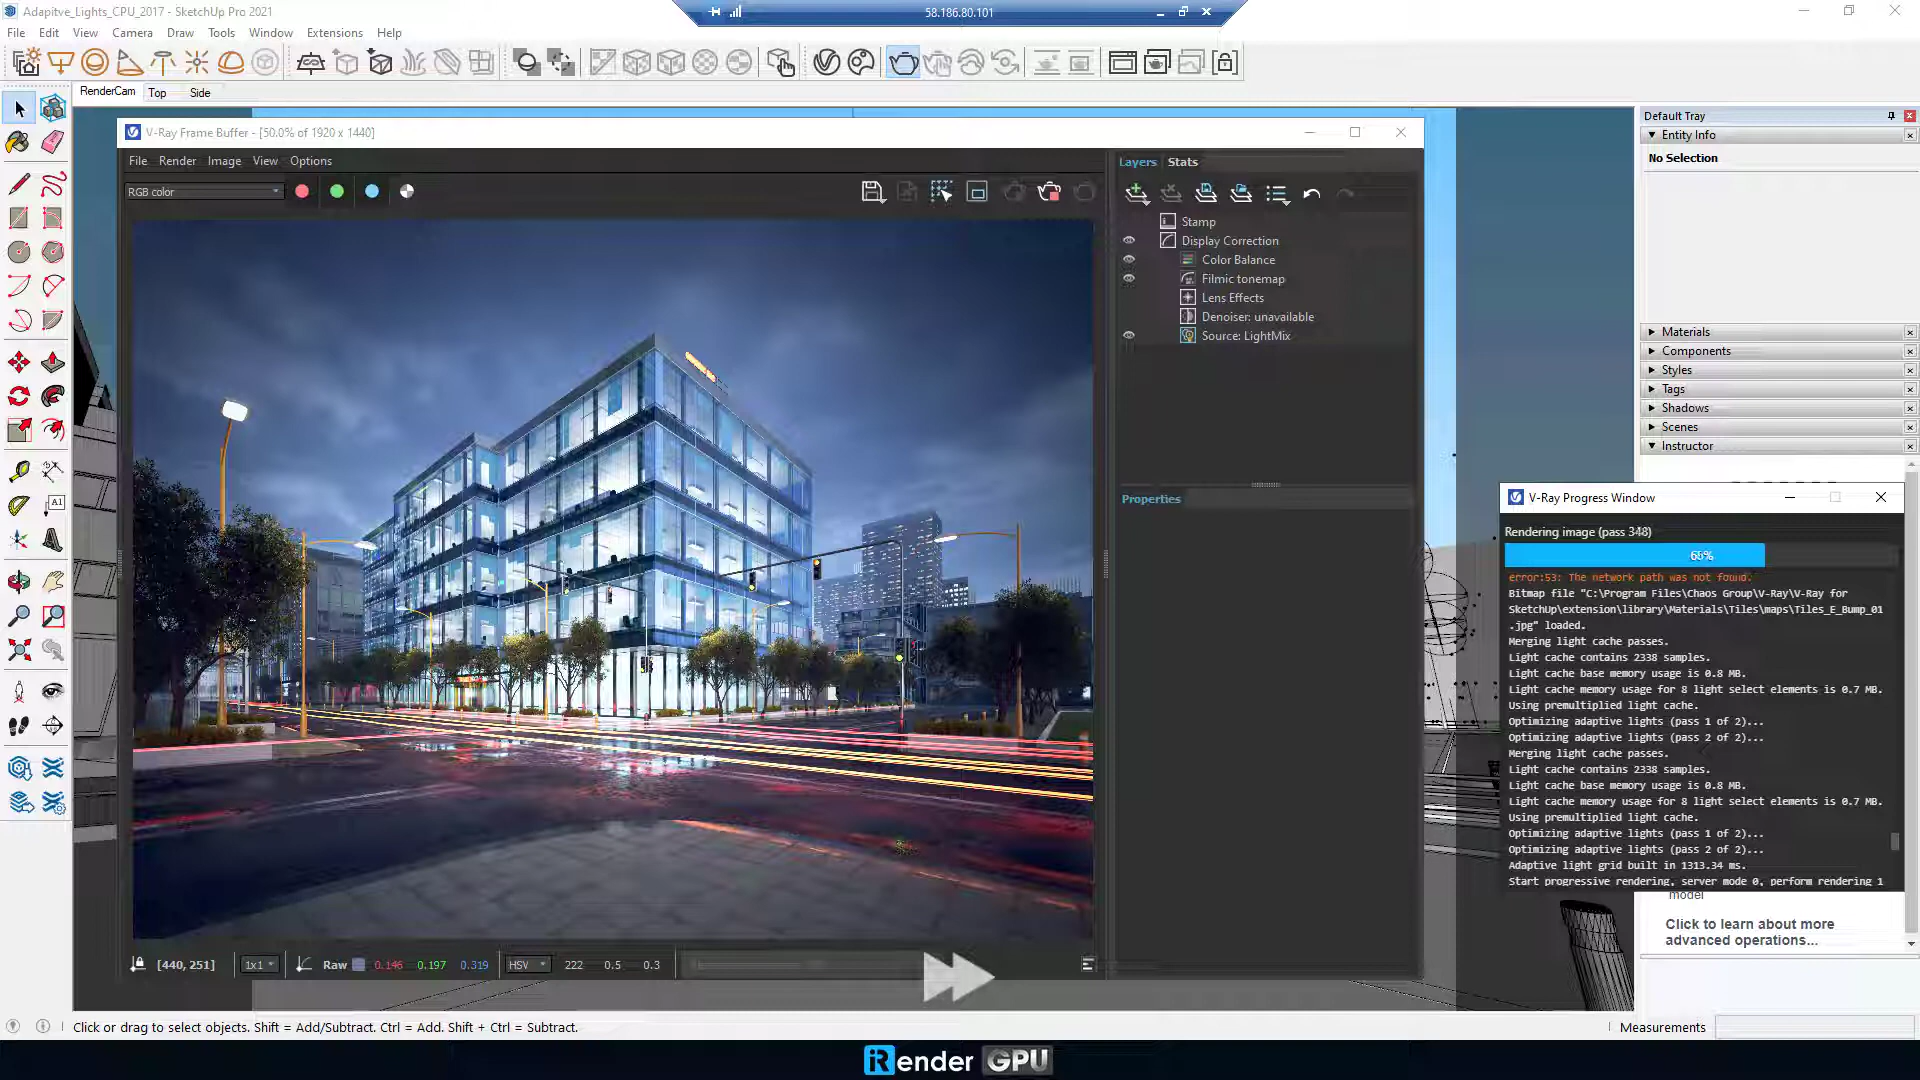 Adapitve_Lights_CPU_2017 - SketchUp Pro 2021
58.186.80.101
File Edit View Camera Draw Tools Window Extensions Help
RenderCam Top Side
V-Ray Frame Buffer - [50.0% of 1920 x 1440]
File Render Image View Options
RGB color
Layers Stats
Stamp
Display Correction
Color Balance
Filmic tonemap
Lens Effects
Denoiser: unavailable
Source: LightMix
Properties
[440, 251] 1x1 Raw 0.146 0.197 0.319 HSV 222 0.5 0.3
Default Tray
Entity Info
No Selection
Materials
Components
Styles
Tags
Shadows
Scenes
Instructor
V-Ray Progress Window
Rendering image (pass 348)
error:53: The network path was not found.
Bitmap file "C:\Program Files\Chaos Group\V-Ray\V-Ray for
SketchUp\extension\library\Materials\Tiles\maps\Tiles_E_Bump_01
.jpg" loaded.
Merging light cache passes.
Light cache contains 2338 samples.
Light cache base memory usage is 0.8 MB.
Light cache memory usage for 8 light select elements is 0.7 MB.
Using premultiplied light cache.
Optimizing adaptive lights (pass 1 of 2)...
Optimizing adaptive lights (pass 2 of 2)...
Merging light cache passes.
Light cache contains 2338 samples.
Light cache base memory usage is 0.8 MB.
Light cache memory usage for 8 light select elements is 0.7 MB.
Using premultiplied light cache.
Optimizing adaptive lights (pass 1 of 2)...
Optimizing adaptive lights (pass 2 of 2)...
Adaptive light grid built in 1313.34 ms.
Start progressive rendering, server mode 0, perform rendering 1
model
Click to learn about more
advanced operations...
Click or drag to select objects. Shift = Add/Subtract. Ctrl = Add. Shift + Ctrl = Subtract.
Measurements
iRender GPU